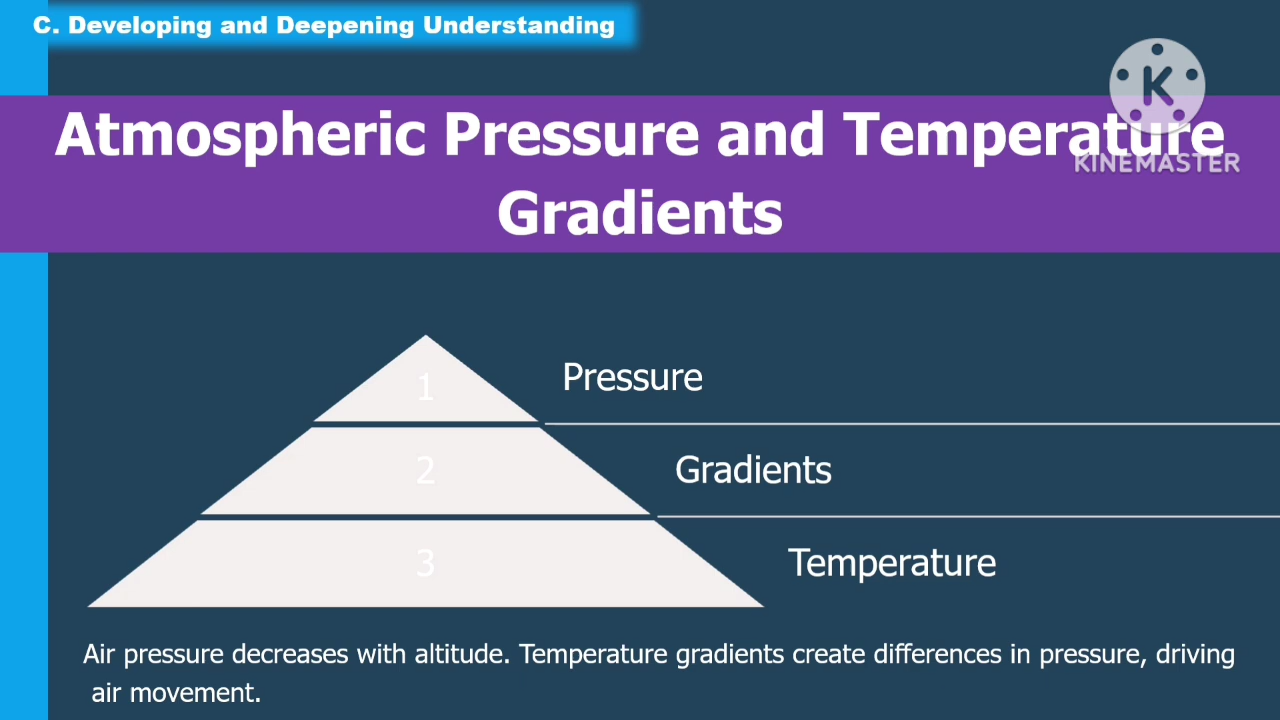 C. Developing and Deepening Understanding
K
KINEMASTER
Atmospheric Pressure and Temperature
Gradients
1
Pressure
2
Gradients
3
Temperature
Air pressure decreases with altitude. Temperature gradients create differences in pressure, driving
air movement.